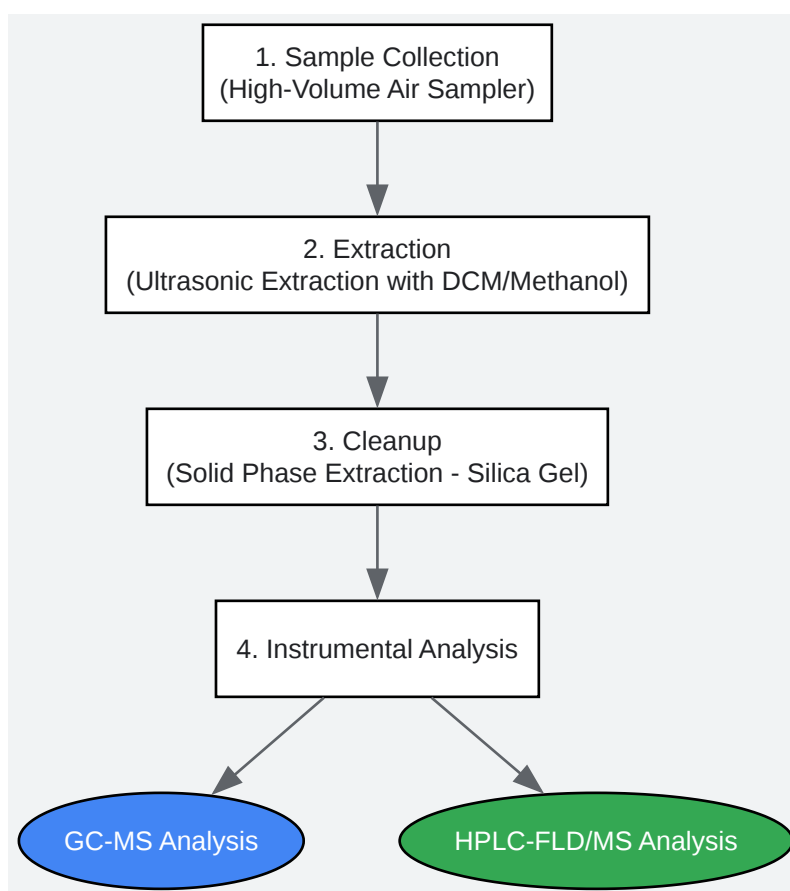 1. Sample Collection
(High-Volume Air Sampler)
2. Extraction
(Ultrasonic Extraction with DCM/Methanol)
3. Cleanup
(Solid Phase Extraction - Silica Gel)
4. Instrumental Analysis
GC-MS Analysis
HPLC-FLD/MS Analysis